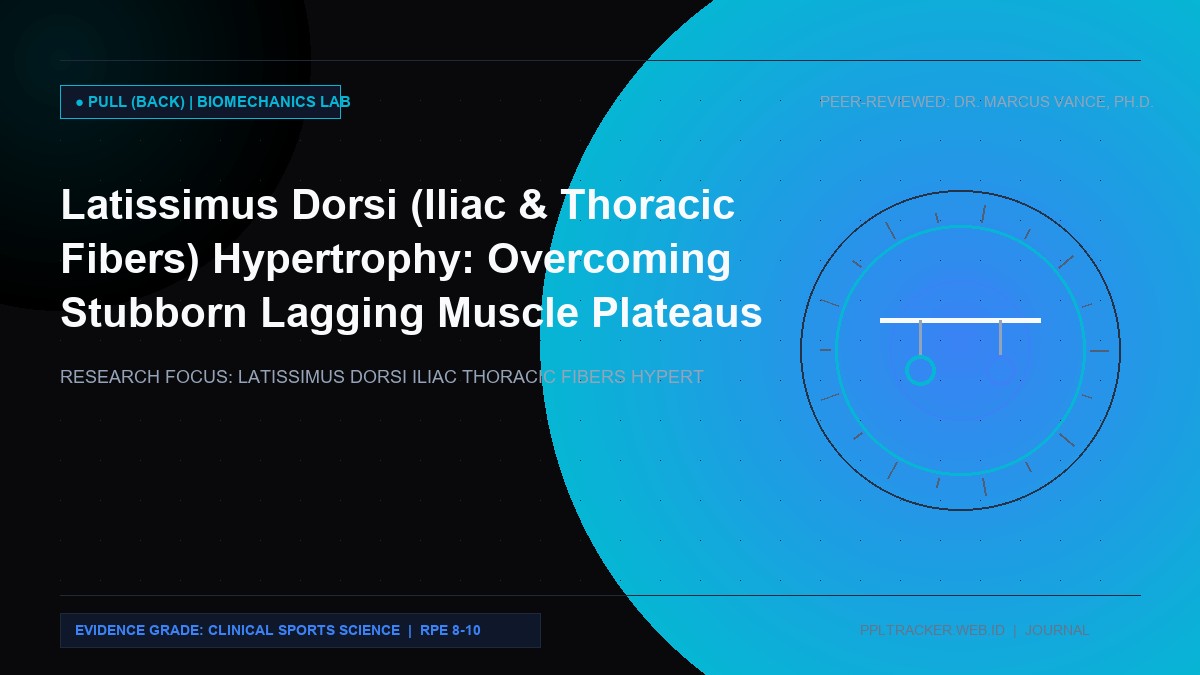 ● PULL (BACK) | BIOMECHANICS LAB
PEER-REVIEWED: DR. MARCUS VANCE, PH.D.
Latissimus Dorsi (Iliac & Thoracic
Fibers) Hypertrophy: Overcoming
Stubborn Lagging Muscle Plateaus
RESEARCH FOCUS: LATISSIMUS DORSI ILIAC THORACIC FIBERS HYPERT
EVIDENCE GRADE: CLINICAL SPORTS SCIENCE | RPE 8-10
PPLTRACKER.WEB.ID | JOURNAL